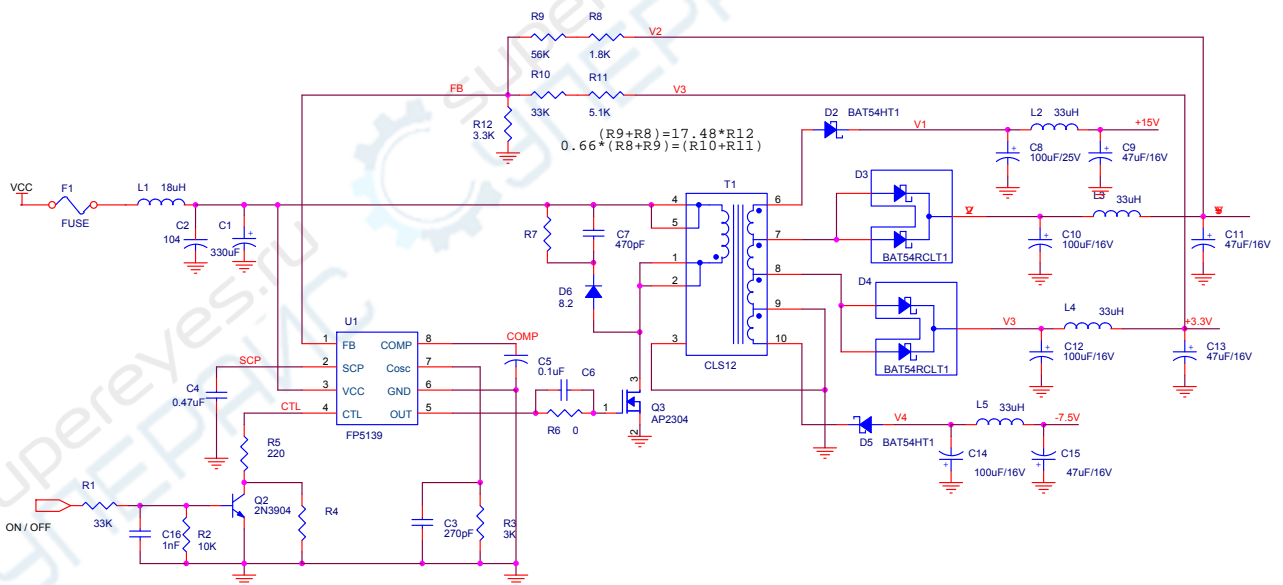 R9
R8
V2
56K
1.8K
R10
R11
FB
V3
33K
5.1K
R12
3.3K
(R9+R8)=17.48*R12
0.66*(R8+R9)=(R10+R11)
D2
BAT54HT1
V1
L2
33uH
+15V
C8
100uF/25V
C9
47uF/16V
VCC
F1
FUSE
L1
18uH
C2
104
C1
330uF
R7
C7
470pF
D6
8.2
T1
4
5
1
2
3
6
7
8
9
10
CLS12
D3
BAT54RCLT1
L3
33uH
C10
100uF/16V
C11
47uF/16V
D4
BAT54RCLT1
V3
L4
33uH
+3.3V
C12
100uF/16V
C13
47uF/16V
U1
1
FB
COMP
8
COMP
SCP
2
SCP
Cosc
7
3
VCC
GND
6
CTL
4
CTL
OUT
5
FP5139
C4
0.47uF
C5
0.1uF
C6
R6
0
1
3
2
Q3
AP2304
D5
BAT54HT1
V4
L5
33uH
-7.5V
C14
100uF/16V
C15
47uF/16V
R5
220
Q2
2N3904
R4
R1
33K
ON / OFF
C16
1nF
R2
10K
C3
270pF
R3
3K
supereyes.ru
СУПЕРАЙС